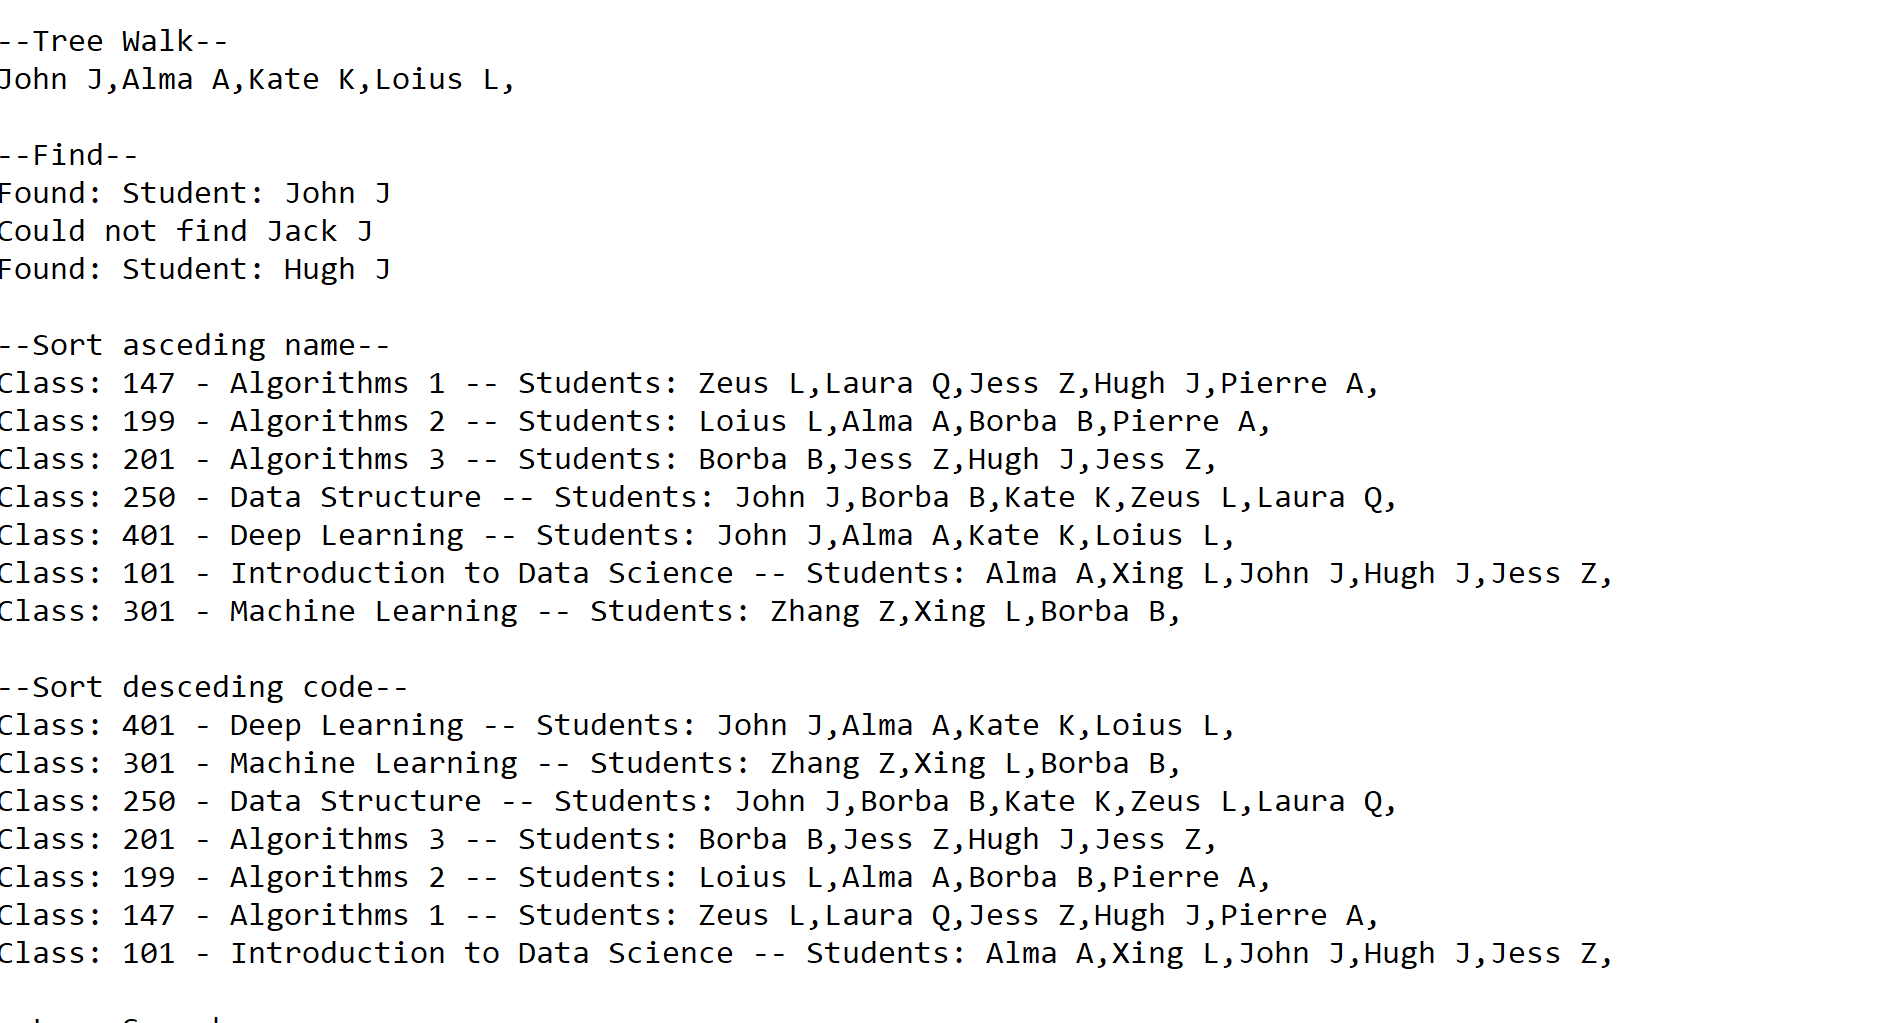 --Tree Walk--
John J,Alma A,Kate K,Loius L,
--Find--
Found: Student: John J
Could not find Jack J
Found: Student: Hugh J
--Sort asceding name--
Class: 147 - Algorithms 1 -- Students: Zeus L,Laura Q,Jess Z,Hugh J,Pierre A,
Class: 199 - Algorithms 2 -- Students: Loius L,Alma A,Borba B,Pierre A,
Class: 201 - Algorithms 3 -- Students: Borba B,Jess Z,Hugh J,Jess Z,
Class: 250 - Data Structure -- Students: John J,Borba B,Kate K,Zeus L,Laura Q,
Class: 401 - Deep Learning -- Students: John J,Alma A,Kate K,Loius L,
Class: 101 - Introduction to Data Science -- Students: Alma A,Xing L,John J,Hugh J,Jess Z,
Class: 301 - Machine Learning -- Students: Zhang Z,Xing L,Borba B,
--Sort desceding code--
Class: 401 - Deep Learning -- Students: John J,Alma A,Kate K,Loius L,
Class: 301 - Machine Learning -- Students: Zhang Z,Xing L,Borba B,
Class: 250 - Data Structure -- Students: John J,Borba B,Kate K,Zeus L,Laura Q,
Class: 201 - Algorithms 3 -- Students: Borba B,Jess Z,Hugh J,Jess Z,
Class: 199 - Algorithms 2 -- Students: Loius L,Alma A,Borba B,Pierre A,
Class: 147 - Algorithms 1 -- Students: Zeus L,Laura Q,Jess Z,Hugh J,Pierre A,
Class: 101 - Introduction to Data Science -- Students: Alma A,Xing L,John J,Hugh J,Jess Z,